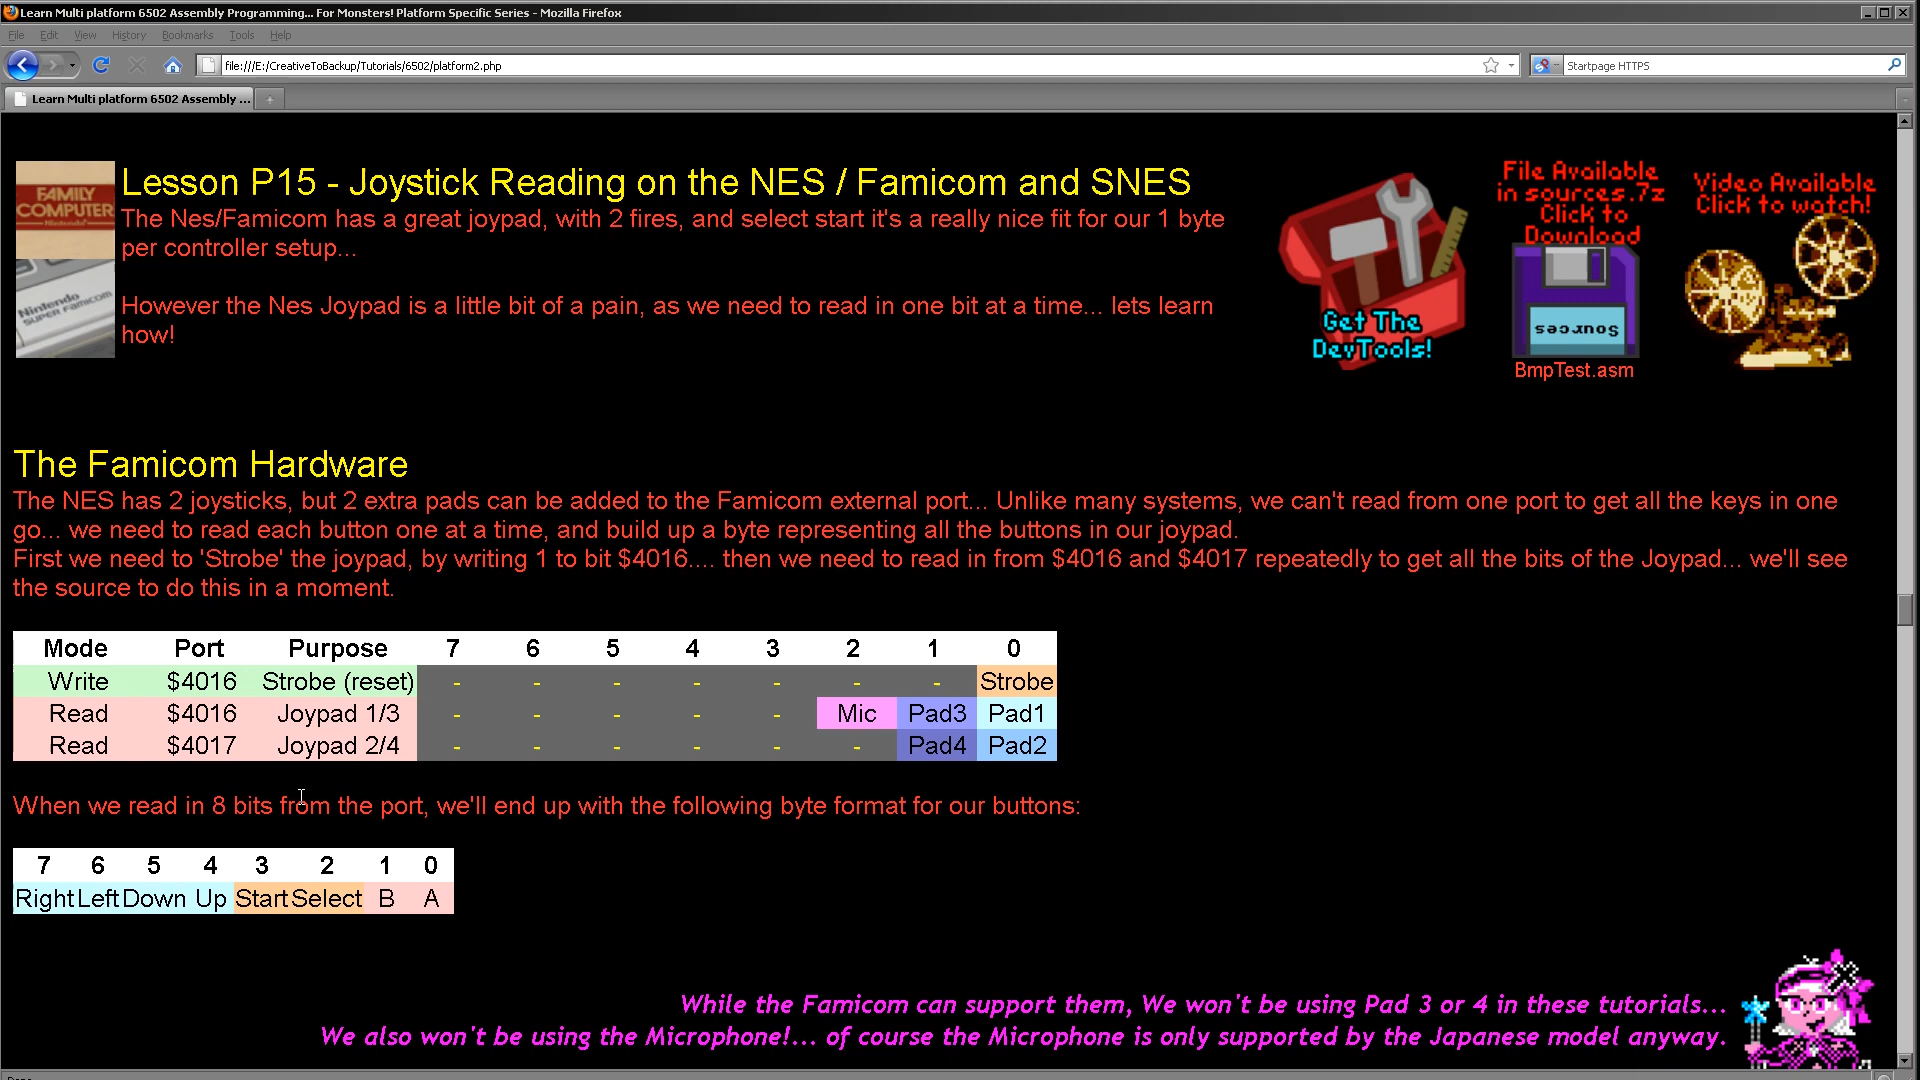 Learn Multi platform 6502 Assembly Programming... For Monsters! Platform Specific Series - Mozilla Firefox
File Edit View History Bookmarks Tools Help
file:///E:/CreativeToBackup/Tutorials/6502/platform2.php
Startpage HTTPS
Learn Multi platform 6502 Assembly ...
FAMILY
COMPUTER
Nintendo
SUPER FAMICOM
Lesson P15 - Joystick Reading on the NES / Famicom and SNES
The Nes/Famicom has a great joypad, with 2 fires, and select start it's a really nice fit for our 1 byte
per controller setup...
However the Nes Joypad is a little bit of a pain, as we need to read in one bit at a time... lets learn
how!
Get The
DevTools!
File Available
in sources.7z
Click to
Download
Sources
BmpTest.asm
Video Available
Click to watch!
The Famicom Hardware
The NES has 2 joysticks, but 2 extra pads can be added to the Famicom external port... Unlike many systems, we can't read from one port to get all the keys in one
go... we need to read each button one at a time, and build up a byte representing all the buttons in our joypad.
First we need to 'Strobe' the joypad, by writing 1 to bit $4016.... then we need to read in from $4016 and $4017 repeatedly to get all the bits of the Joypad... we'll see
the source to do this in a moment.
Mode Port Purpose 7 6 5 4 3 2 1 0
Write $4016 Strobe (reset) - - - - - - - Strobe
Read $4016 Joypad 1/3 - - - - - Mic Pad3 Pad1
Read $4017 Joypad 2/4 - - - - - - Pad4 Pad2
When we read in 8 bits from the port, we'll end up with the following byte format for our buttons:
7 6 5 4 3 2 1 0
Right Left Down Up Start Select B A
While the Famicom can support them, We won't be using Pad 3 or 4 in these tutorials...
We also won't be using the Microphone!... of course the Microphone is only supported by the Japanese model anyway.